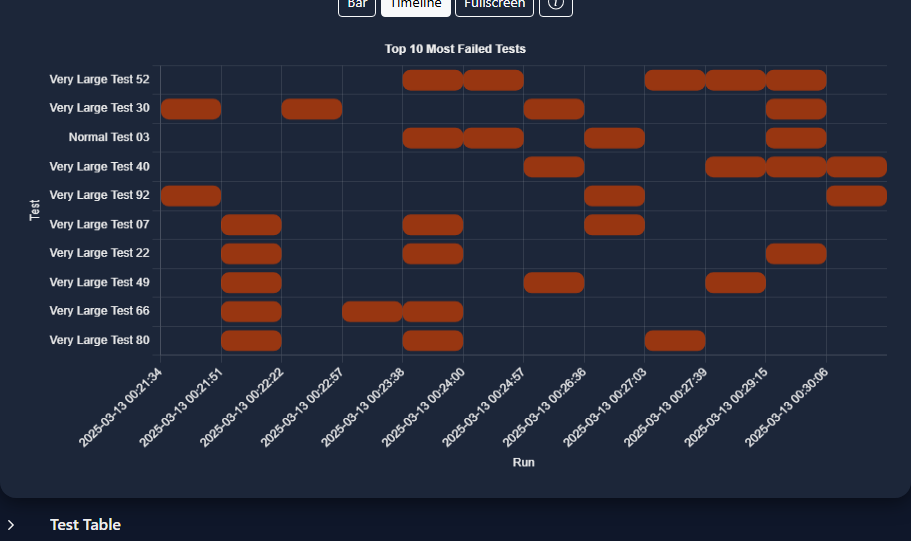 Bar Timeline Fullscreen
Top 10 Most Failed Tests
Very Large Test 52
Very Large Test 30
Normal Test 03
Very Large Test 40
Very Large Test 92
Very Large Test 07
Very Large Test 22
Very Large Test 49
Very Large Test 66
Very Large Test 80
Test
2025-03-13 00:21:34
2025-03-13 00:21:51
2025-03-13 00:22:22
2025-03-13 00:22:57
2025-03-13 00:23:38
2025-03-13 00:24:00
2025-03-13 00:24:57
2025-03-13 00:26:36
2025-03-13 00:27:03
2025-03-13 00:27:39
2025-03-13 00:29:15
2025-03-13 00:30:06
Run
Test Table